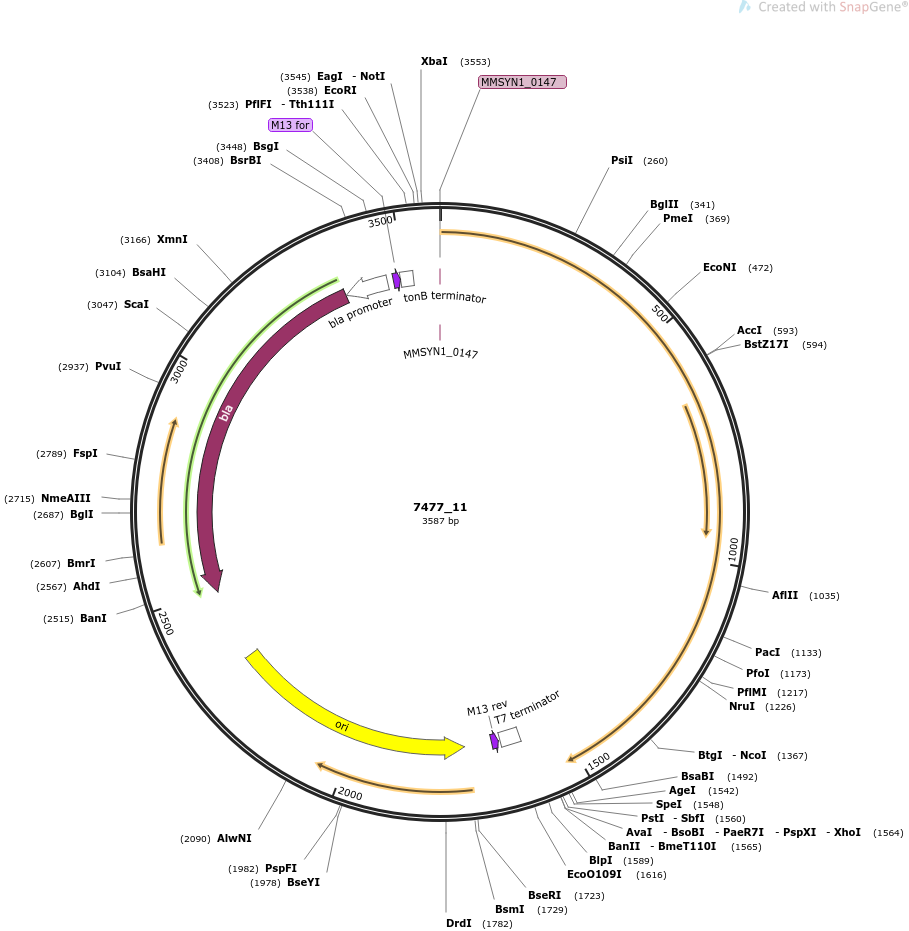 Created with SnapGene®
XbaI (3553)
(3545) EagI - NotI
MMSYN1_0147
(3538) EcoRI
(3523) PflFI - Tth111I
M13 for
(3448) BsgI
(3408) BsrBI
PsiI (260)
BglII (341)
PmeI (369)
3500
(3166) XmnI
EcoNI (472)
(3104) BsaHI
(3047) ScaI
tonB terminator
bla promoter
500
AccI (593)
BstZ17I (594)
MMSYN1_0147
(2937) PvuI
3000
bla
(2789) FspI
(2715) NmeAIII
(2687) BglI
7477_11
3587 bp
1000
(2607) BmrI
(2567) AhdI
AflII (1035)
(2515) BanI
2500
PacI (1133)
PfoI (1173)
PflMI (1217)
NruI (1226)
M13 rev
T7 terminator
ori
BtgI - NcoI (1367)
1500
BsaBI (1492)
AgeI (1542)
2000
SpeI (1548)
PstI - SbfI (1560)
AvaI - BsoBI - PaeR7I - PspXI - XhoI (1564)
(2090) AlwNI
BanII - BmeT110I (1565)
BlpI (1589)
(1982) PspFI
EcoO109I (1616)
(1978) BseYI
BseRI (1723)
BsmI (1729)
DrdI (1782)